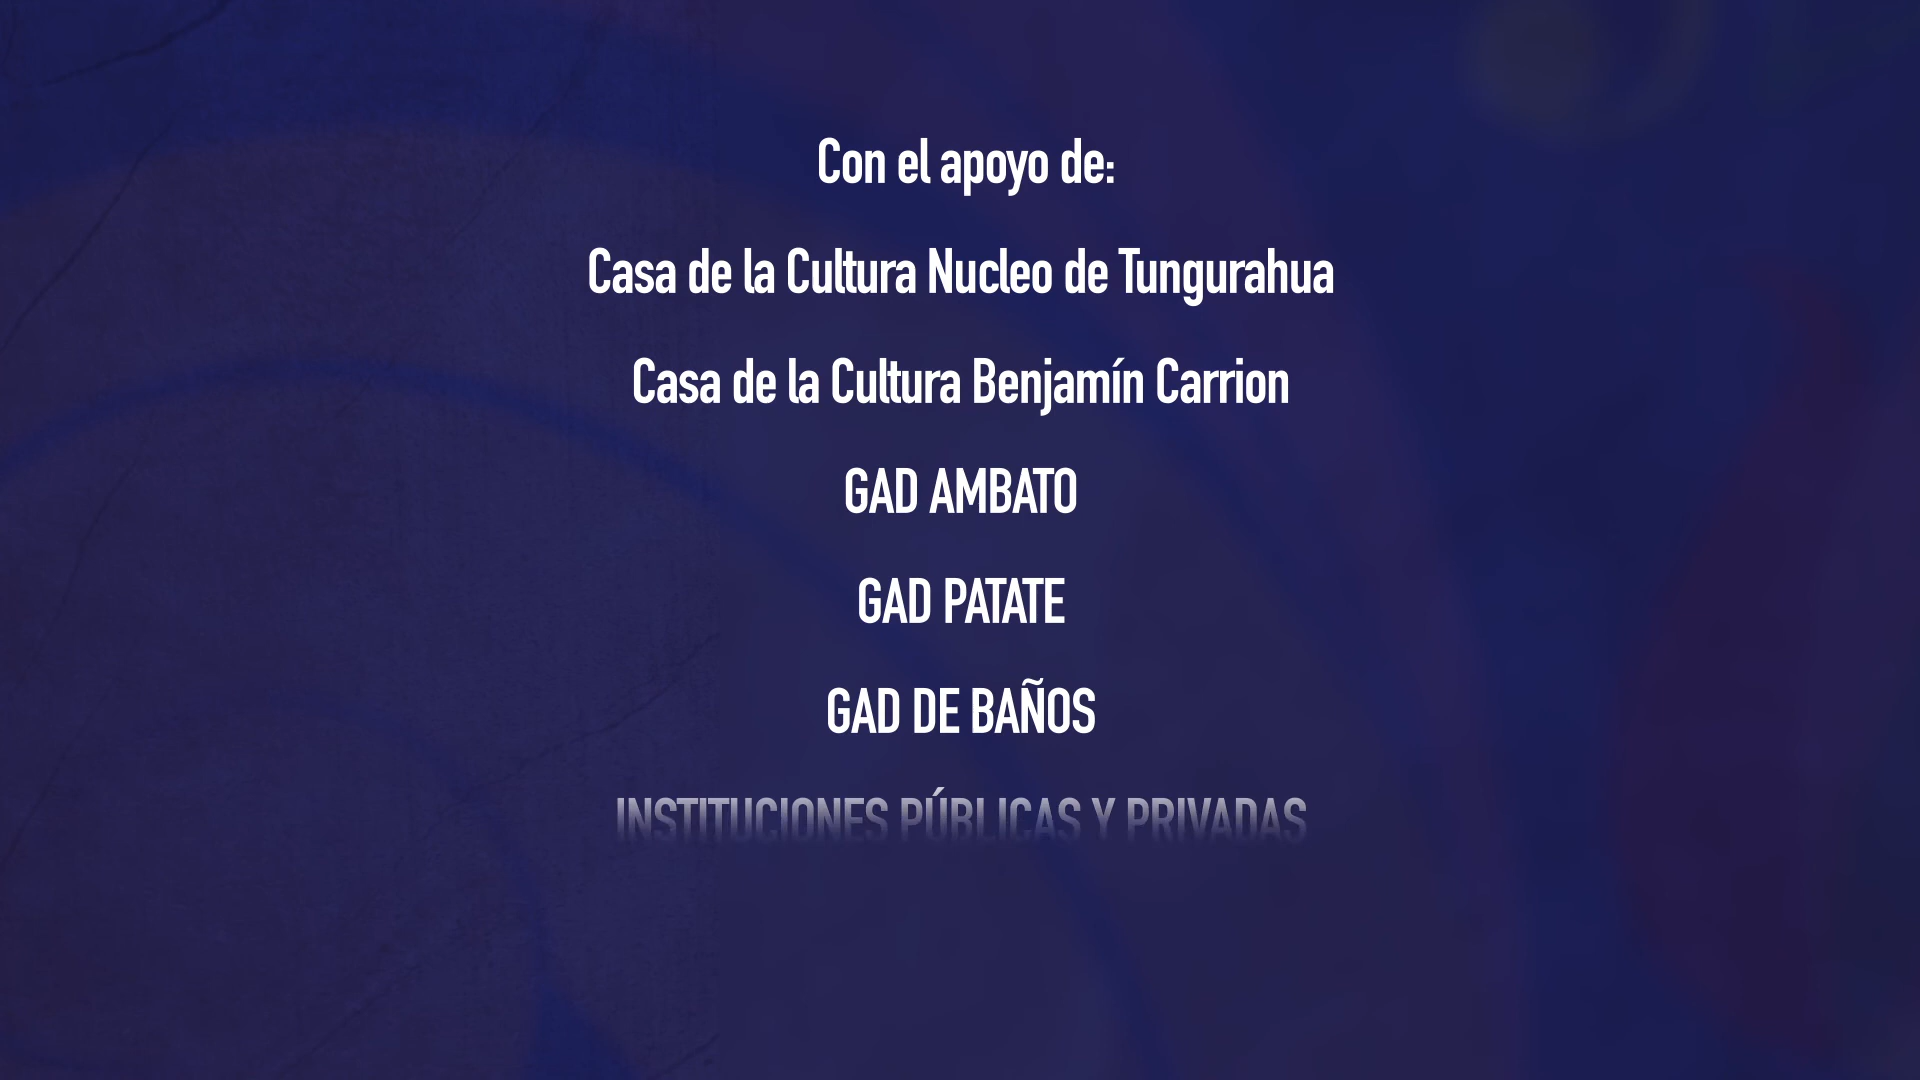 Con el apoyo de:
Casa de la Cultura Nucleo de Tungurahua
Casa de la Cultura Benjamín Carrion
GAD AMBATO
GAD PATATE
GAD DE BAÑOS
INSTITUCIONES PÚBLICAS Y PRIVADAS